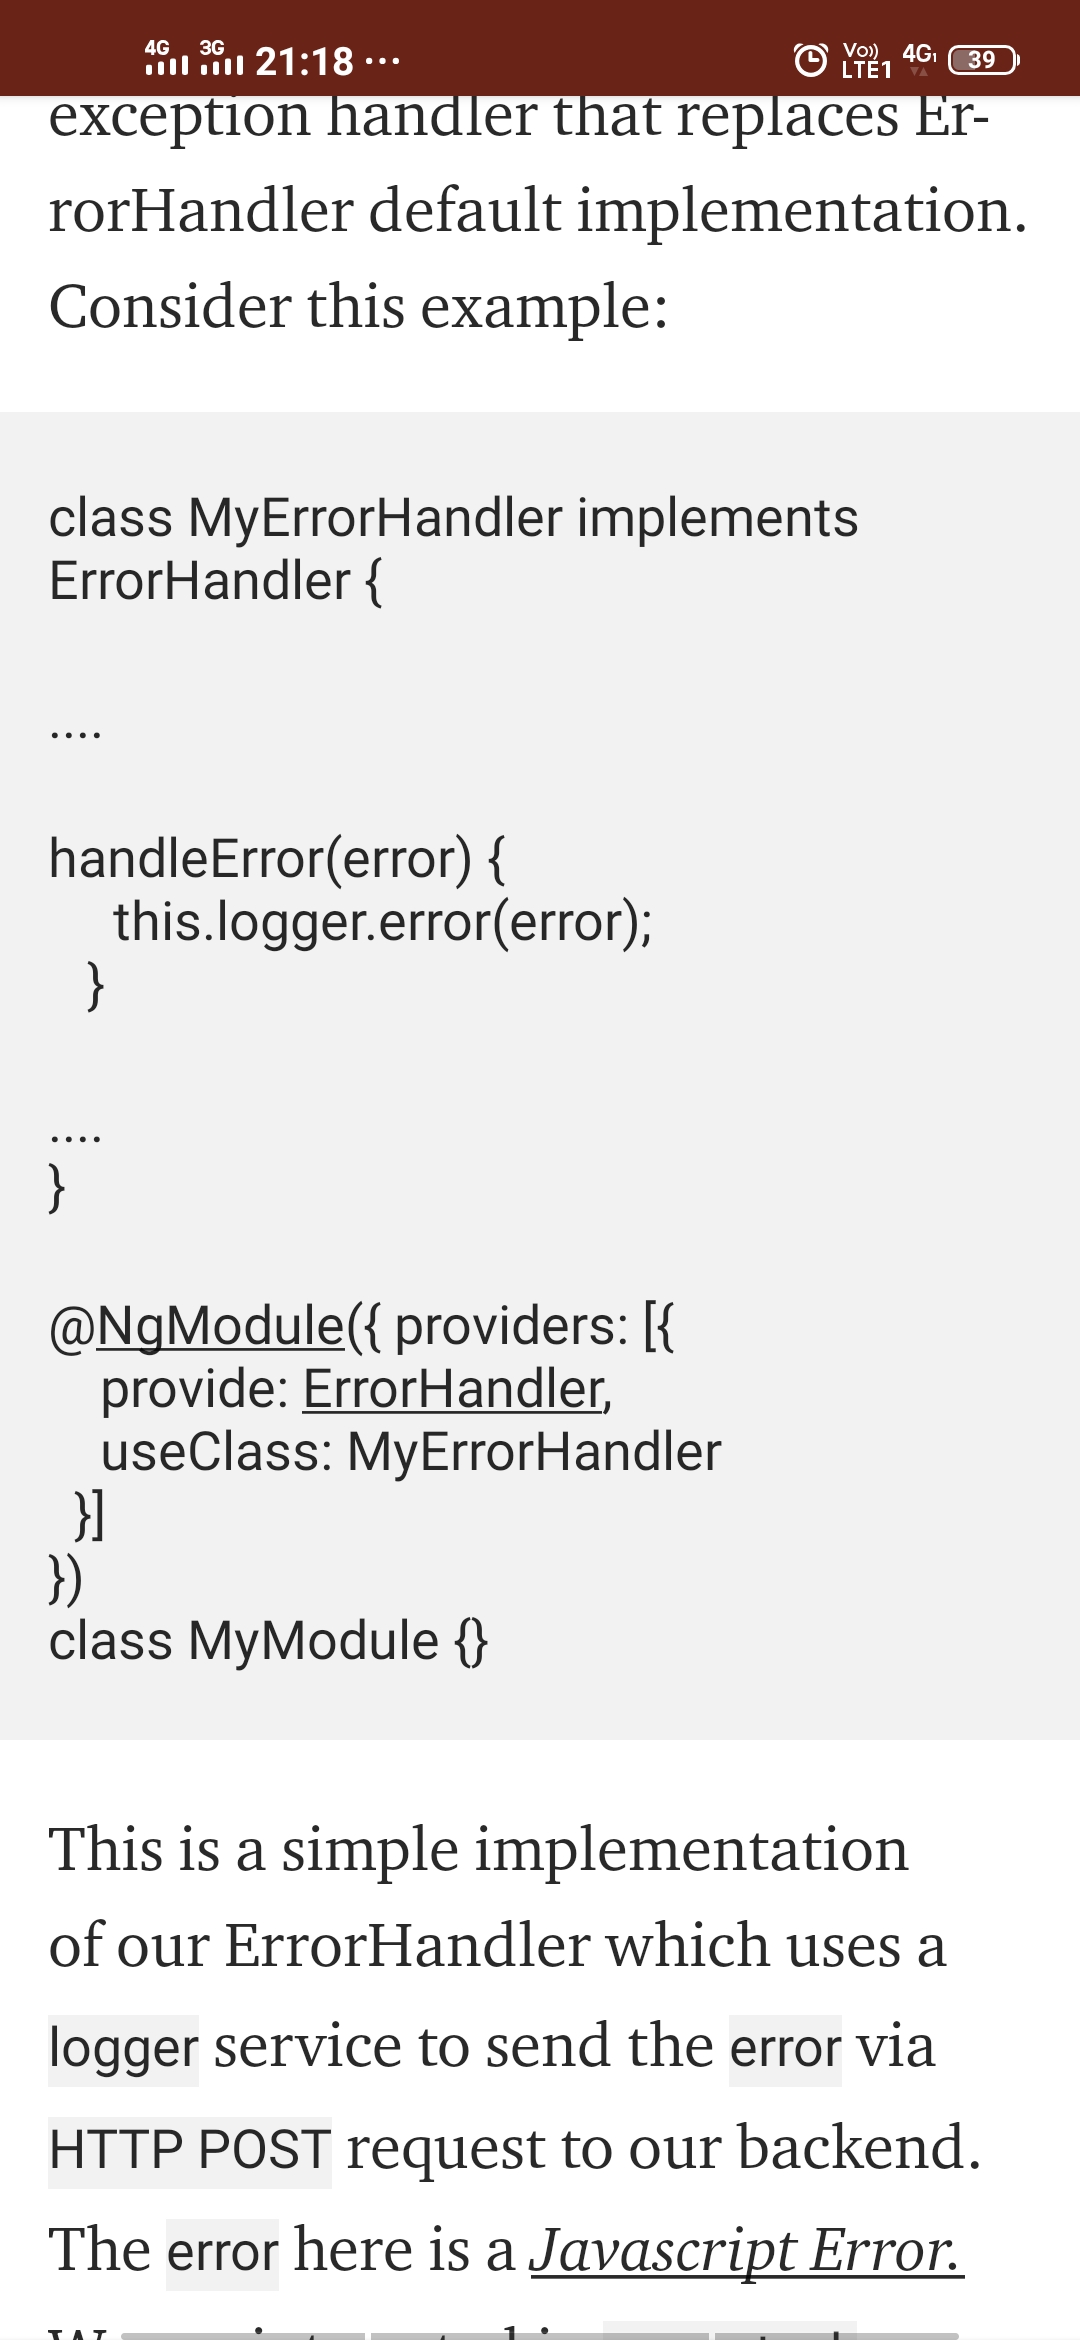 4G 3G 21:18 ... Vo)) LTE1 4G1 39
exception handler that replaces Er-
rorHandler default implementation.
Consider this example:
class MyErrorHandler implements
ErrorHandler {
....
handleError(error) {
this.logger.error(error);
}
....
}
@NgModule({ providers: [{
provide: ErrorHandler,
useClass: MyErrorHandler
}]
})
class MyModule {}
This is a simple implementation
of our ErrorHandler which uses a
logger service to send the error via
HTTP POST request to our backend.
The error here is a Javascript Error.